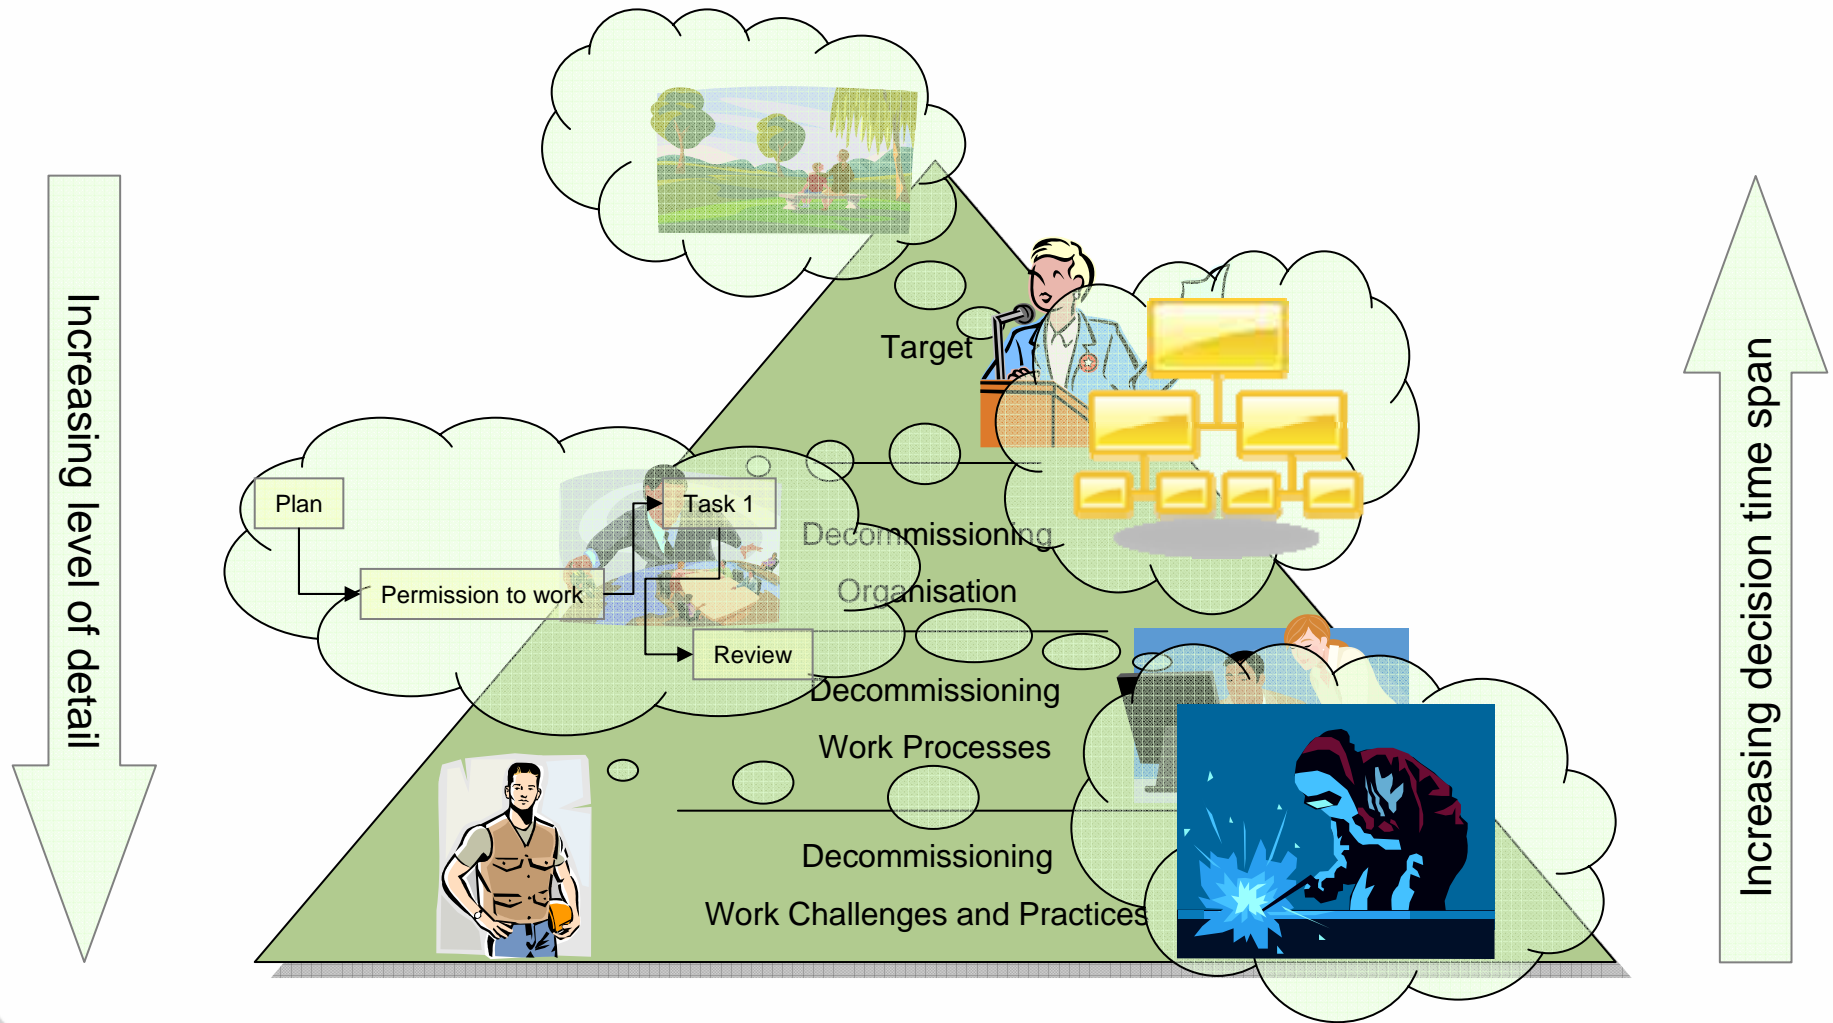 Increasing level of detail
Target
Plan
Task 1
Permission to work
Review
Decommissioning
Organisation
Decommissioning
Work Processes
Decommissioning
Work Challenges and Practices
Increasing decision time span